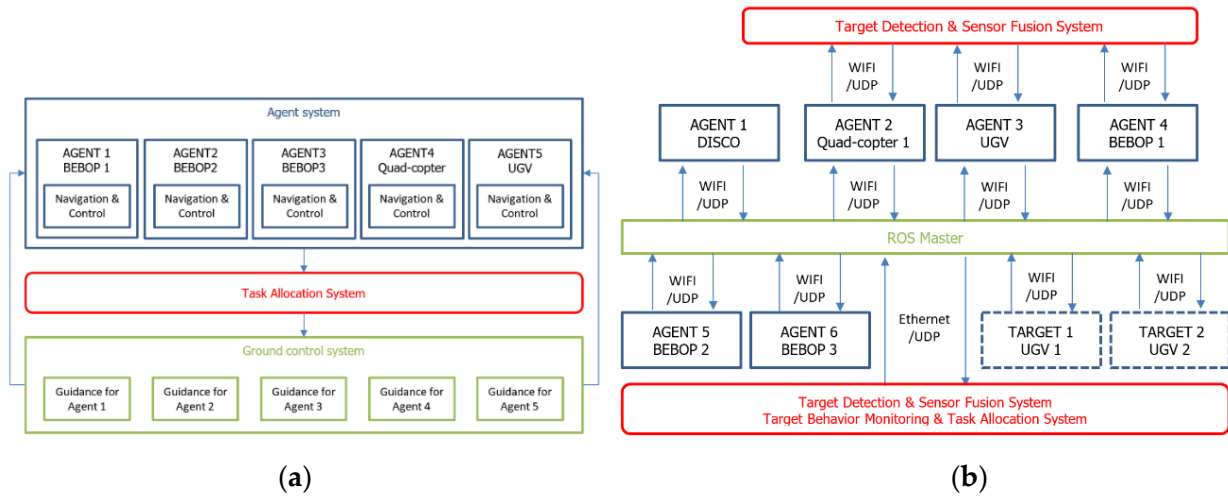 Agent system
AGENT 1
BEBOP 1
Navigation &
Control
AGENT2
BEBOP2
Navigation &
Control
AGENT3
BEBOP3
Navigation &
Control
AGENT4
Quad-copter
Navigation &
Control
AGENT5
UGV
Navigation &
Control
Task Allocation System
Ground control system
Guidance for
Agent 1
Guidance for
Agent 2
Guidance for
Agent 3
Guidance for
Agent 4
Guidance for
Agent 5
(a)
Target Detection & Sensor Fusion System
WIFI
/UDP
WIFI
/UDP
WIFI
/UDP
AGENT 1
DISCO
AGENT 2
Quad-copter 1
AGENT 3
UGV
AGENT 4
BEBOP 1
WIFI
/UDP
WIFI
/UDP
WIFI
/UDP
WIFI
/UDP
ROS Master
WIFI
/UDP
WIFI
/UDP
Ethernet
/UDP
WIFI
/UDP
WIFI
/UDP
AGENT 5
BEBOP 2
AGENT 6
BEBOP 3
TARGET 1
UGV 1
TARGET 2
UGV 2
Target Detection & Sensor Fusion System
Target Behavior Monitoring & Task Allocation System
(b)